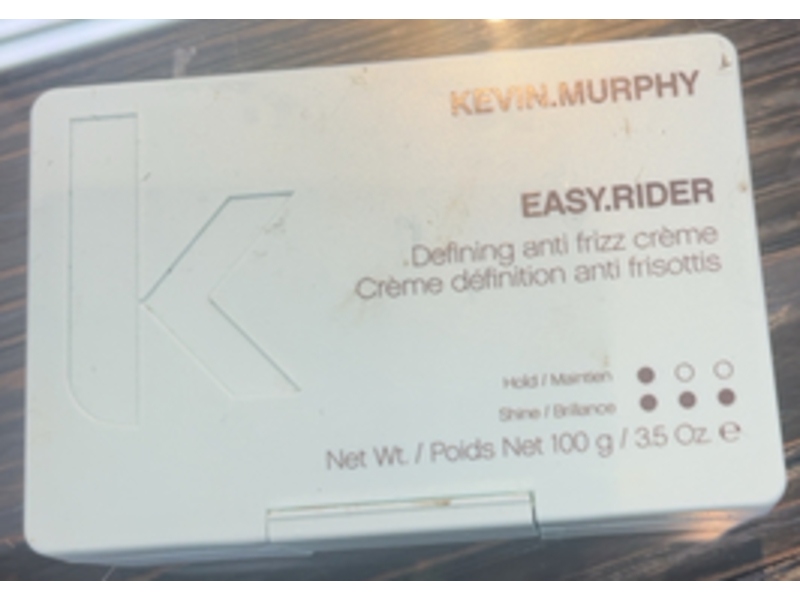 k
KEVIN.MURPHY
EASY.RIDER
Defining anti frizz crème
Crème définition anti frisottis
Hold / Maintien
Shine / Brillance
Net Wt. / Poids Net 100 g / 3.5 Oz. ℮